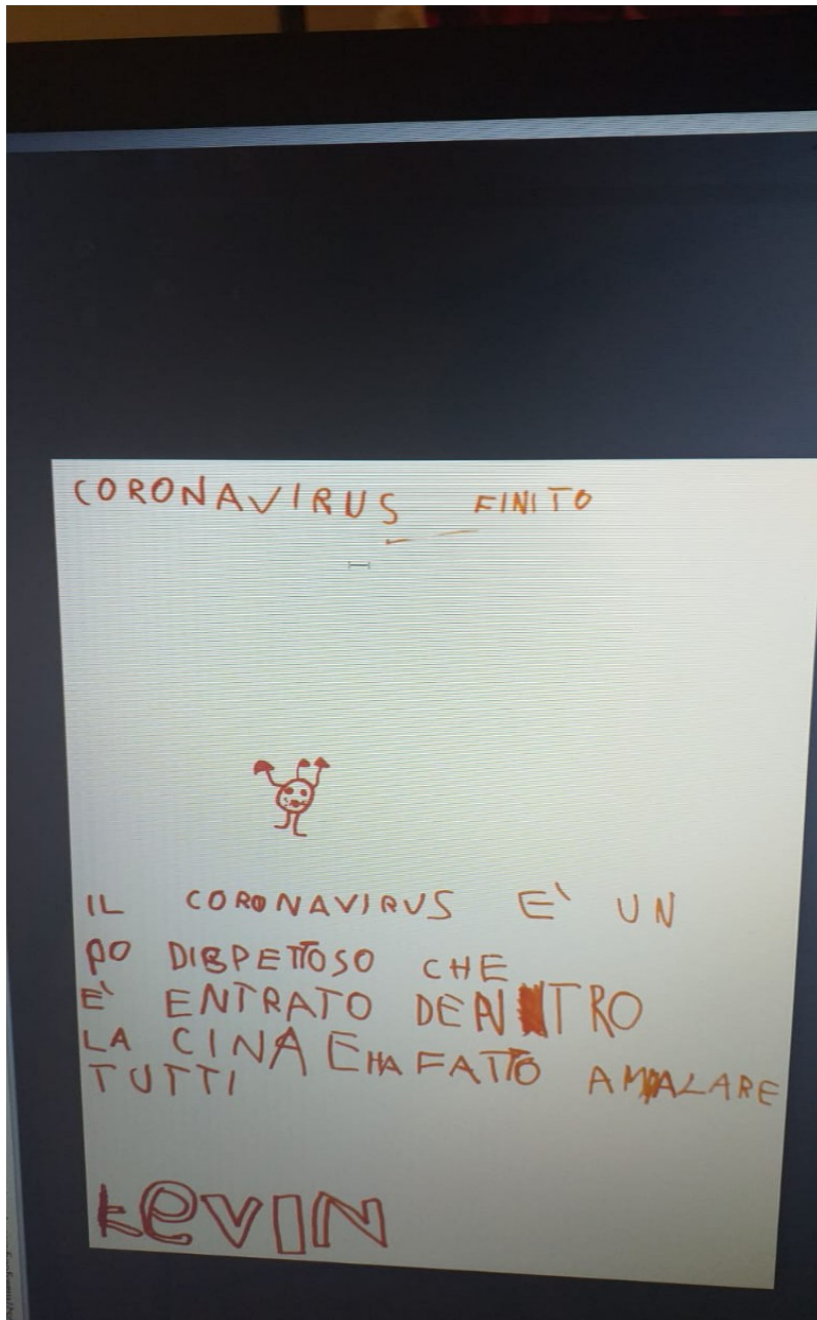 CORONAVIRUS FINITO
IL CORONAVIRUS E' UN
PO DISPETTOSO CHE
E' ENTRATO DENTRO
LA CINA E HA FATTO AMMALARE
TUTTI
KEVIN